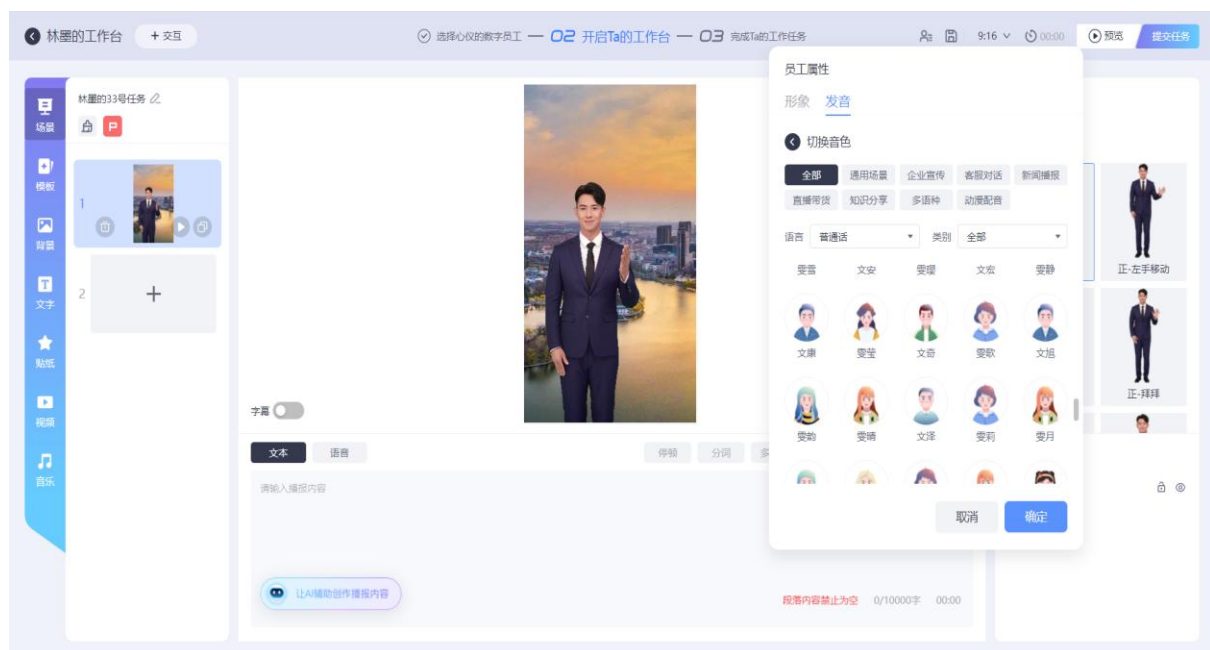 林墨的工作台 + 交互 选择心仪的数字员工 — 02 开启Ta的工作台 — 03 完成Ta的工作任务 9:16 00:00 预览 提交任务
员工属性
形象 发音
切换音色
全部 通用场景 企业宣传 客服对话 新闻播报
直播带货 知识分享 多语种 动漫配音
语言 普通话 类别 全部
雯雪 文安 雯璎 文宏 雯静
文康 雯莹 文奇 雯歌 文旭
雯韵 雯晴 文泽 雯莉 雯月
取消 确定
场景
模板
背景
文字
贴纸
视频
音乐
林墨的33号任务
1
2
字幕
文本 语音 停顿 分词 多
请输入播报内容
让AI辅助创作播报内容
段落内容禁止为空 0/10000字 00:00
正-左手移动
正-拜拜